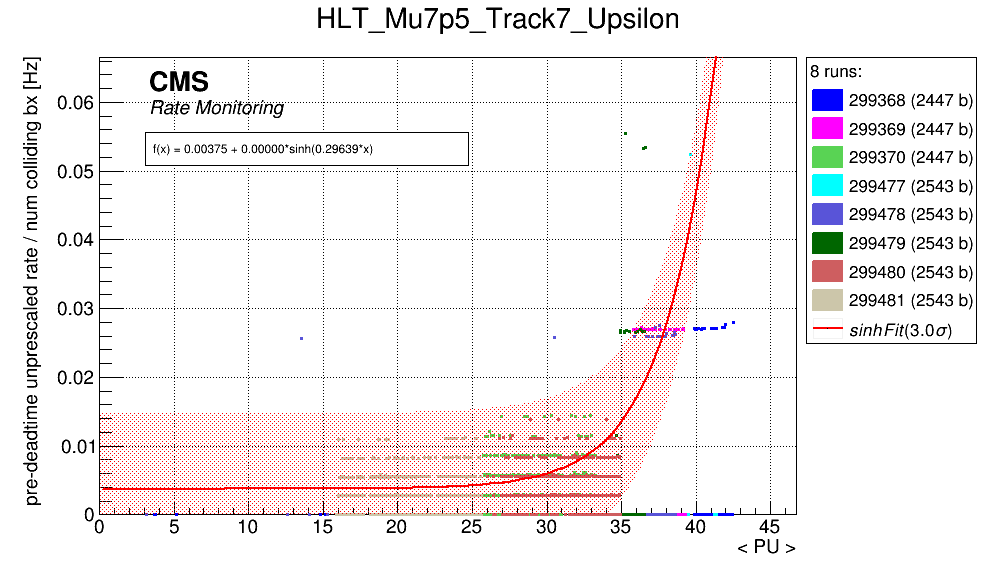 HLT_Mu7p5_Track7_Upsilon
pre-deadtime unprescaled rate / num colliding bx [Hz]
CMS
Rate Monitoring
f(x) = 0.00375 + 0.00000*sinh(0.29639*x)
0.06
0.05
0.04
0.03
0.02
0.01
0
0 5 10 15 20 25 30 35 40 45
< PU >
8 runs:
299368 (2447 b)
299369 (2447 b)
299370 (2447 b)
299477 (2543 b)
299478 (2543 b)
299479 (2543 b)
299480 (2543 b)
299481 (2543 b)
sinhFit(3.0σ)